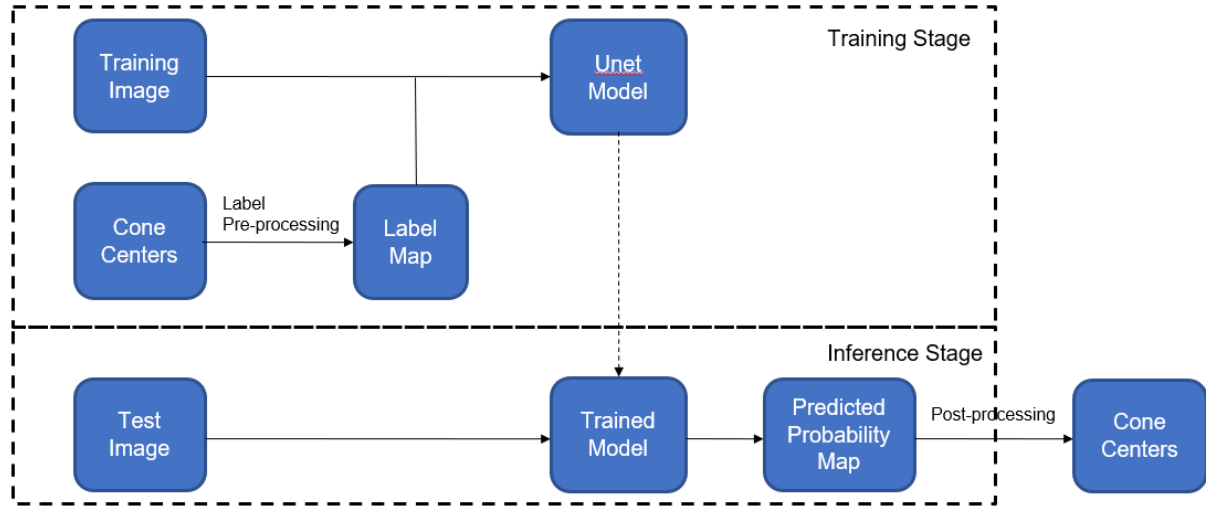 Training Stage
Training
Image
Unet
Model
Label
Pre-processing
Cone
Centers
Label
Map
Inference Stage
Test
Image
Trained
Model
Predicted
Probability
Map
Post-processing
Cone
Centers